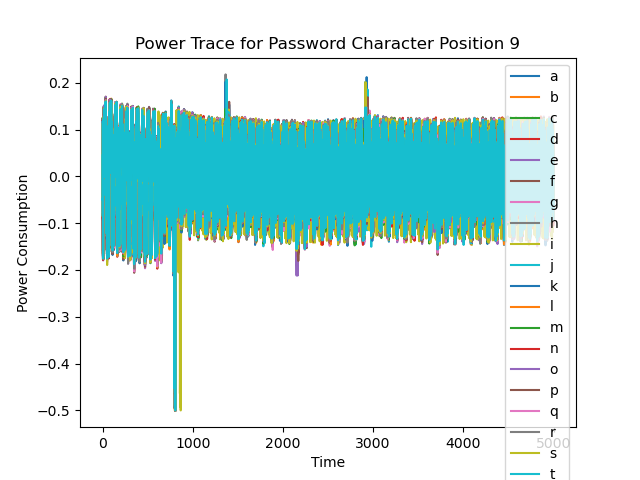 Power Trace for Password Character Position 9
Power Consumption
0.2
0.1
0.0
−0.1
−0.2
−0.3
−0.4
−0.5
0
1000
2000
3000
4000
5000
Time
a
b
c
d
e
f
g
h
i
j
k
l
m
n
o
p
q
r
s
t